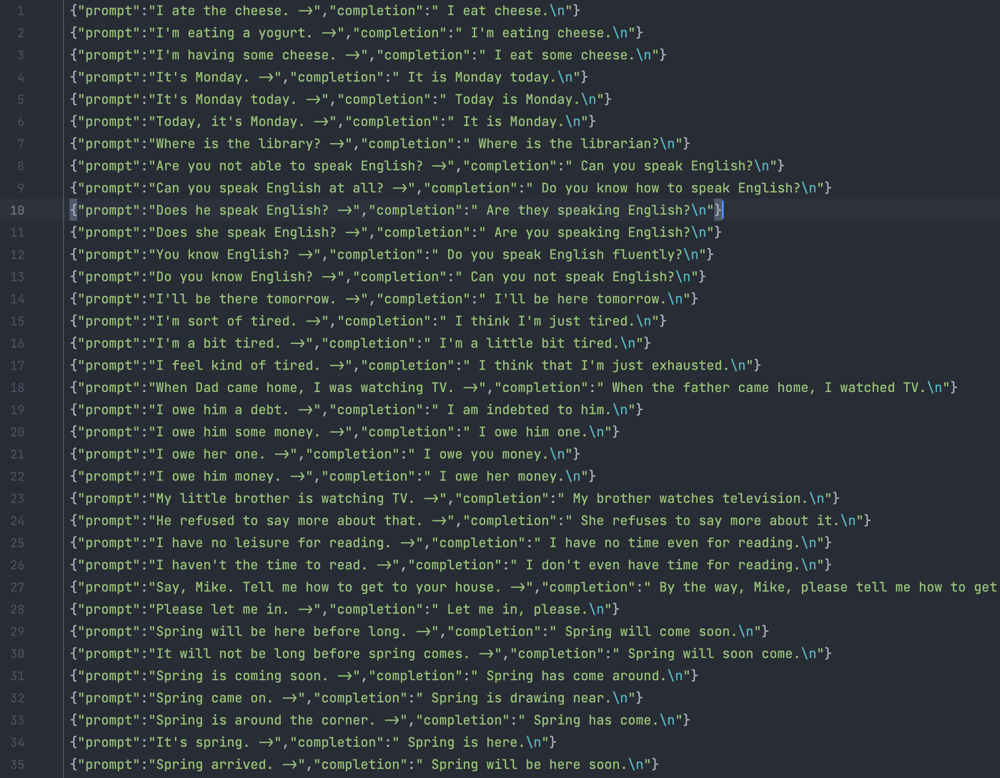 1 {"prompt":"I ate the cheese. ->","completion":" I eat cheese.\n"}
2 {"prompt":"I'm eating a yogurt. ->","completion":" I'm eating cheese.\n"}
3 {"prompt":"I'm having some cheese. ->","completion":" I eat some cheese.\n"}
4 {"prompt":"It's Monday. ->","completion":" It is Monday today.\n"}
5 {"prompt":"It's Monday today. ->","completion":" Today is Monday.\n"}
6 {"prompt":"Today, it's Monday. ->","completion":" It is Monday.\n"}
7 {"prompt":"Where is the library? ->","completion":" Where is the librarian?\n"}
8 {"prompt":"Are you not able to speak English? ->","completion":" Can you speak English?\n"}
9 {"prompt":"Can you speak English at all? ->","completion":" Do you know how to speak English?\n"}
10 {"prompt":"Does he speak English? ->","completion":" Are they speaking English?\n"}
11 {"prompt":"Does she speak English? ->","completion":" Are you speaking English?\n"}
12 {"prompt":"You know English? ->","completion":" Do you speak English fluently?\n"}
13 {"prompt":"Do you know English? ->","completion":" Can you not speak English?\n"}
14 {"prompt":"I'll be there tomorrow. ->","completion":" I'll be here tomorrow.\n"}
15 {"prompt":"I'm sort of tired. ->","completion":" I think I'm just tired.\n"}
16 {"prompt":"I'm a bit tired. ->","completion":" I'm a little bit tired.\n"}
17 {"prompt":"I feel kind of tired. ->","completion":" I think that I'm just exhausted.\n"}
18 {"prompt":"When Dad came home, I was watching TV. ->","completion":" When the father came home, I watched TV.\n"}
19 {"prompt":"I owe him a debt. ->","completion":" I am indebted to him.\n"}
20 {"prompt":"I owe him some money. ->","completion":" I owe him one.\n"}
21 {"prompt":"I owe her one. ->","completion":" I owe you money.\n"}
22 {"prompt":"I owe him money. ->","completion":" I owe her money.\n"}
23 {"prompt":"My little brother is watching TV. ->","completion":" My brother watches television.\n"}
24 {"prompt":"He refused to say more about that. ->","completion":" She refuses to say more about it.\n"}
25 {"prompt":"I have no leisure for reading. ->","completion":" I have no time even for reading.\n"}
26 {"prompt":"I haven't the time to read. ->","completion":" I don't even have time for reading.\n"}
27 {"prompt":"Say, Mike. Tell me how to get to your house. ->","completion":" By the way, Mike, please tell me how to get
28 {"prompt":"Please let me in. ->","completion":" Let me in, please.\n"}
29 {"prompt":"Spring will be here before long. ->","completion":" Spring will come soon.\n"}
30 {"prompt":"It will not be long before spring comes. ->","completion":" Spring will soon come.\n"}
31 {"prompt":"Spring is coming soon. ->","completion":" Spring has come around.\n"}
32 {"prompt":"Spring came on. ->","completion":" Spring is drawing near.\n"}
33 {"prompt":"Spring is around the corner. ->","completion":" Spring has come.\n"}
34 {"prompt":"It's spring. ->","completion":" Spring is here.\n"}
35 {"prompt":"Spring arrived. ->","completion":" Spring will be here soon.\n"}